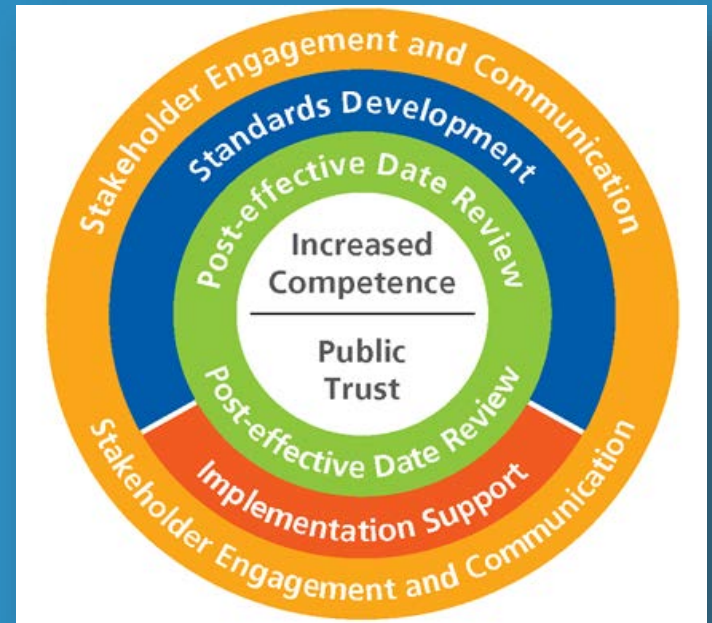 Stakeholder Engagement and Communication
Standards Development
Post-effective Date Review
Increased
Competence
Public
Trust
Post-effective Date Review
Implementation Support
Stakeholder Engagement and Communication